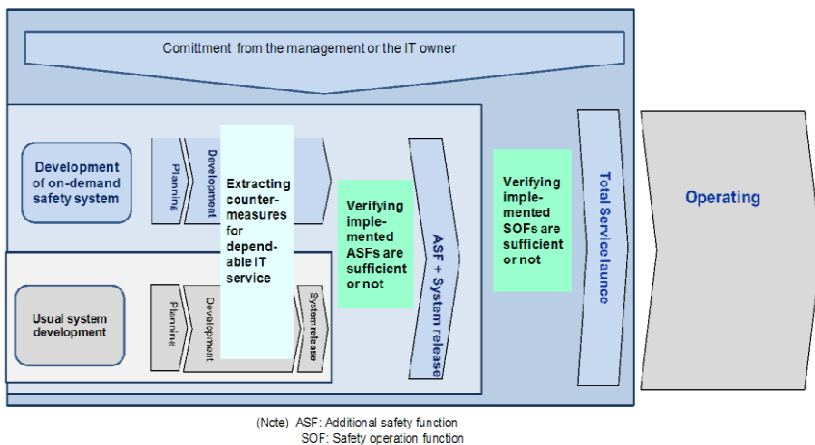 Comittment from the management or the IT owner
Development
of on-demand
safety system
Planning
Development
Extracting
counter-
measures
for
depend-
able IT
service
Verifying
imple-
mented
ASFs are
sufficient
or not
ASF + System release
Verifying
imple-
mented
SOFs are
sufficient
or not
Total Service launce
Operating
Usual system
development
Planning
Development
System release
(Note) ASF: Additional safety function
SOF: Safety operation function